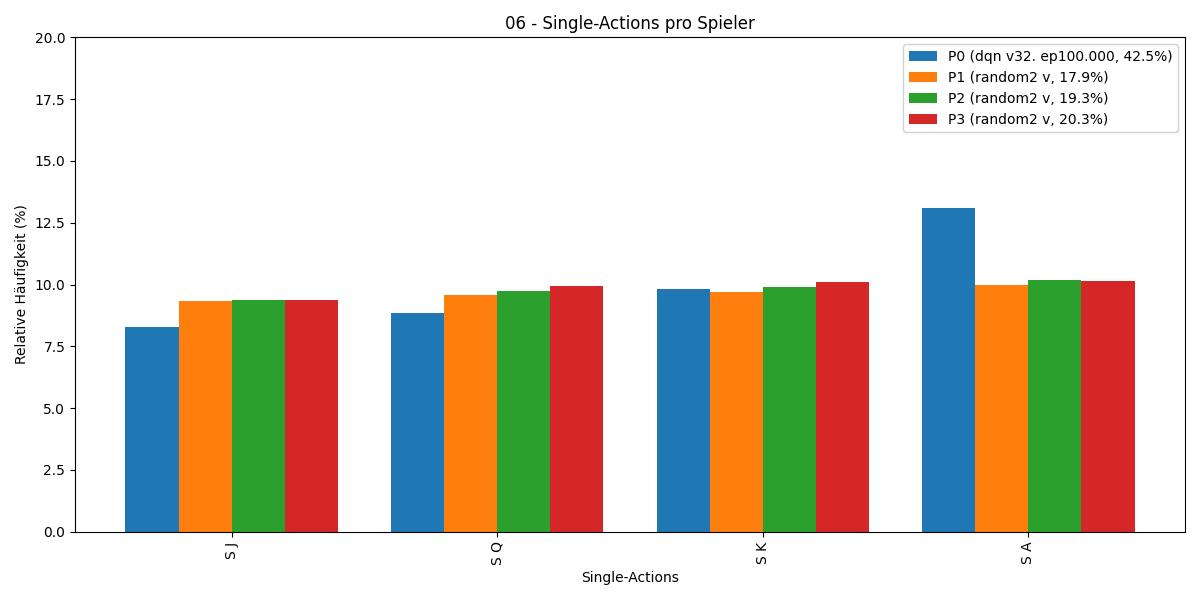 06 - Single-Actions pro Spieler
P0 (dqn v32. ep100.000, 42.5%)
P1 (random2 v, 17.9%)
P2 (random2 v, 19.3%)
P3 (random2 v, 20.3%)
Relative Häufigkeit (%)
20.0
17.5
15.0
12.5
10.0
7.5
5.0
2.5
0.0
S J
S Q
S K
S A
Single-Actions